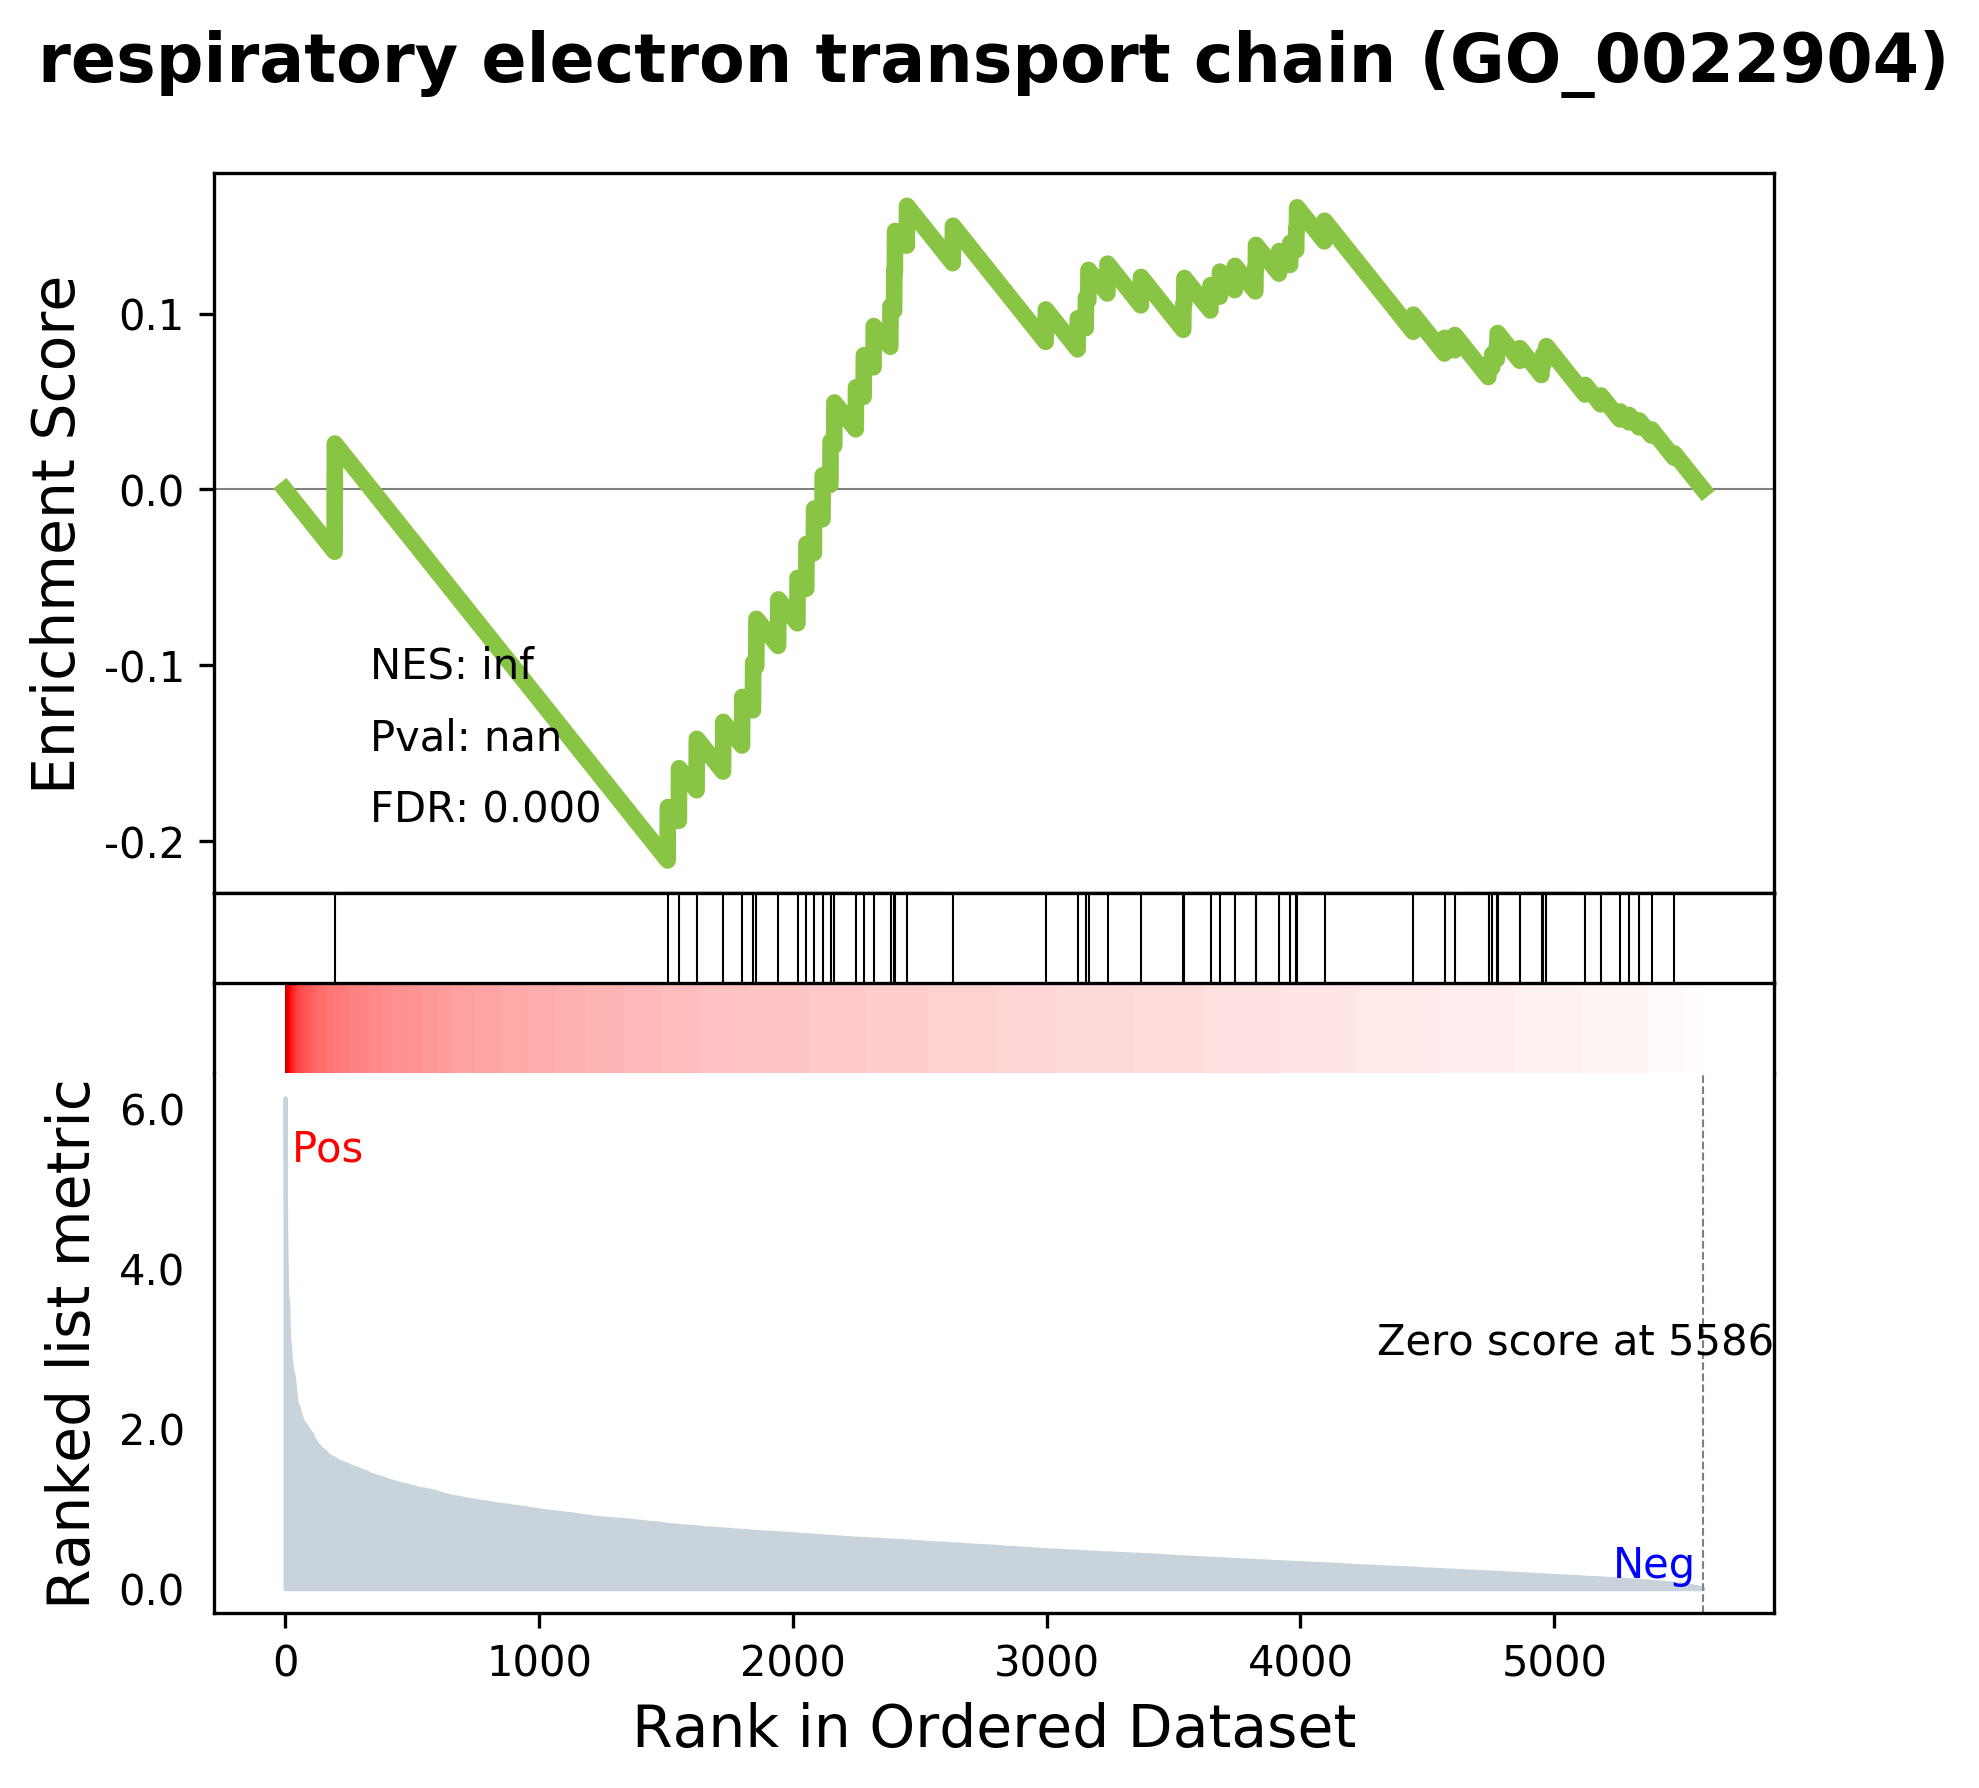 respiratory electron transport chain (GO_0022904)
Enrichment Score
0.1
0.0
-0.1
-0.2
NES: inf
Pval: nan
FDR: 0.000
Ranked list metric
6.0
4.0
2.0
0.0
Pos
Zero score at 5586
Neg
0 1000 2000 3000 4000 5000
Rank in Ordered Dataset